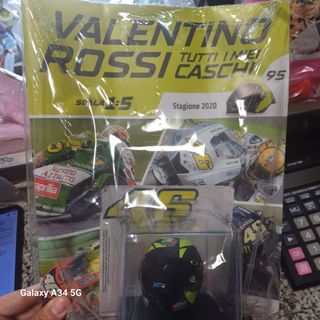 VALENTINO
ROSSI TUTTI I MIEI
CASCHI 95
SCALA 1:5
Stagione 2020
aprilia
46
Galaxy A34 5G